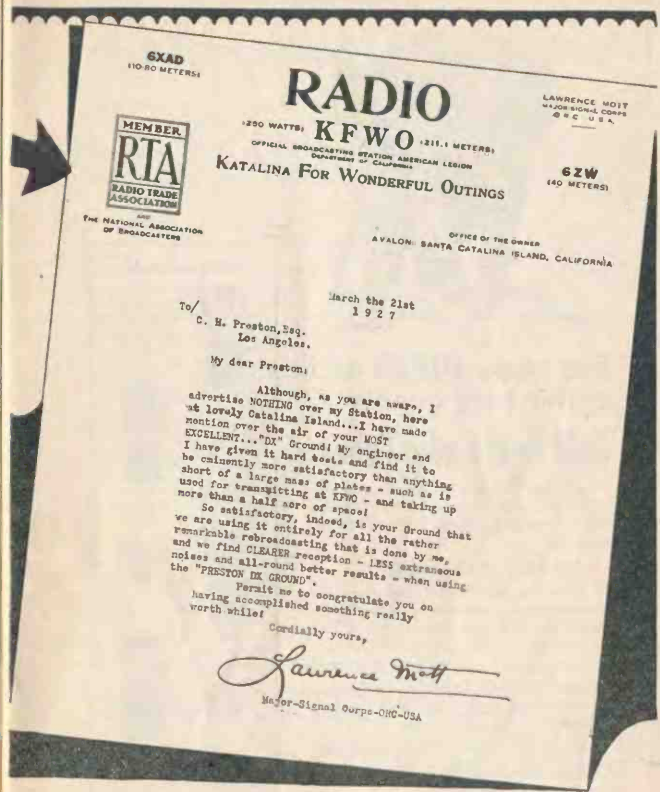 6XAD
(10-80 METERS)
RADIO
(250 WATTS) KFWO (211.1 METERS)
OFFICIAL BROADCASTING STATION AMERICAN LEGION
DEPARTMENT OF CALIFORNIA
KATALINA FOR WONDERFUL OUTINGS
LAWRENCE MOTT
MAJOR SIGNAL CORPS
O R C U S A
6ZW
(40 METERS)
MEMBER
RTA
RADIO TRADE
ASSOCIATION
AND
THE NATIONAL ASSOCIATION
OF BROADCASTERS
OFFICE OF THE OWNER
AVALON: SANTA CATALINA ISLAND, CALIFORNIA
March the 21st
1927
To/
C. H. Preston, Esq.
Los Angeles.
My dear Preston:
Although, as you are aware, I
advertise NOTHING over my Station, here
at lovely Catalina Island...I have made
mention over the air of your MOST
EXCELLENT..."DX" Ground! My engineer and
I have given it hard tests and find it to
be eminently more satisfactory than anything
short of a large mass of plates - such as is
used for transmitting at KFWO - and taking up
more than a half acre of space!
So satisfactory, indeed, is your Ground that
we are using it entirely for all the rather
remarkable rebroadcasting that is done by me,
and we find CLEARER reception - LESS extraneous
noises and all-round better results - when using
the "PRESTON DX GROUND".
Permit me to congratulate you on
having accomplished something really
worth while!
Cordially yours,
Lawrence Mott
Major-Signal Corps-ORC-USA